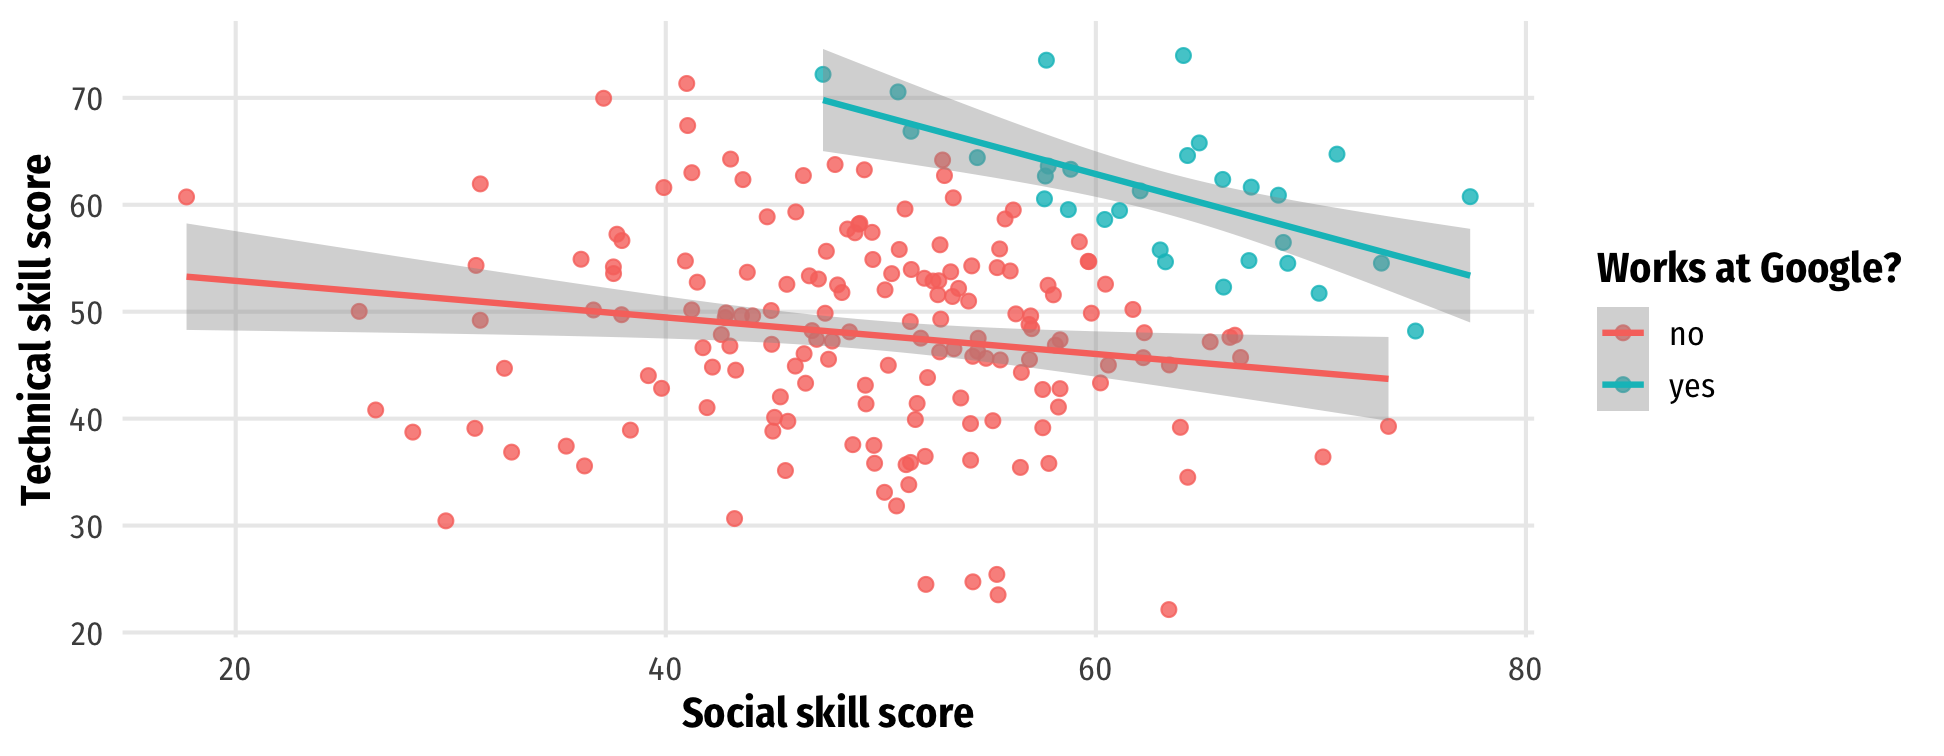 Technical skill score
70
60
50
40
30
20
20 40 60 80
Social skill score
Works at Google?
no
yes